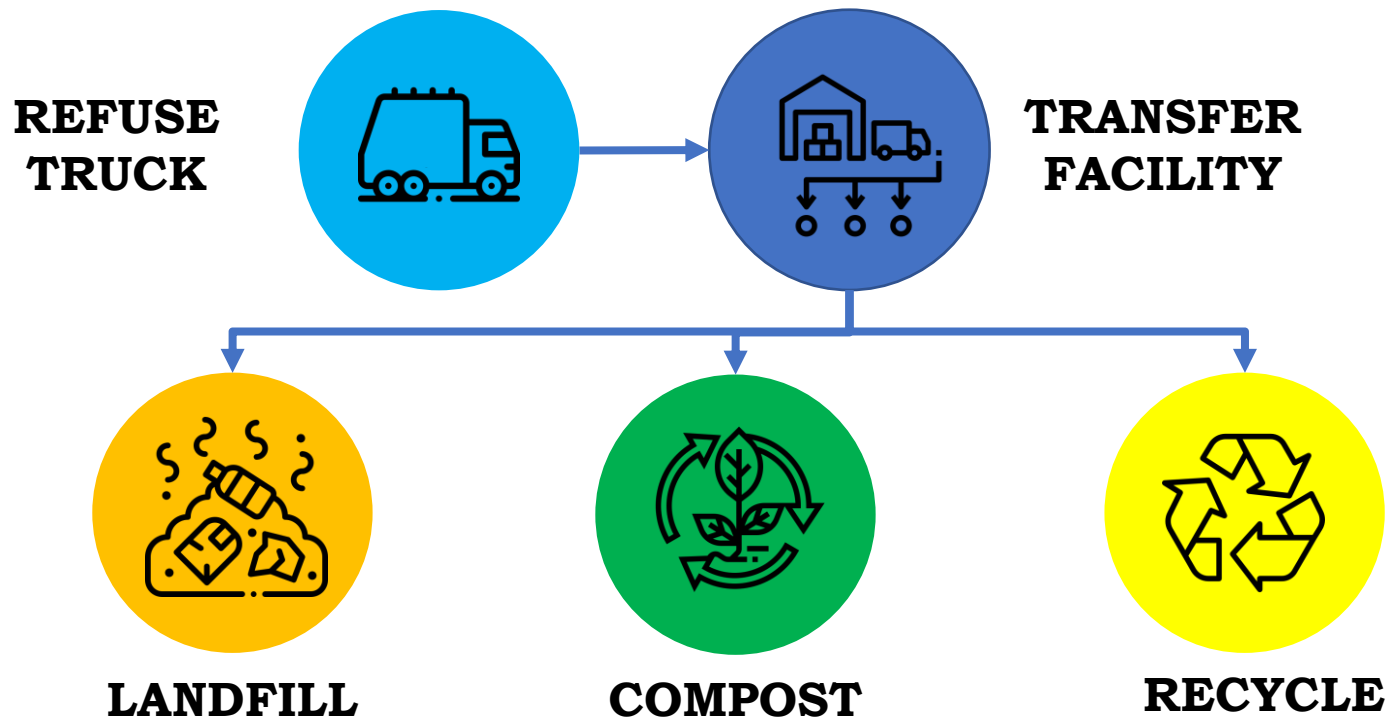 REFUSE
TRUCK
TRANSFER
FACILITY
LANDFILL
COMPOST
RECYCLE